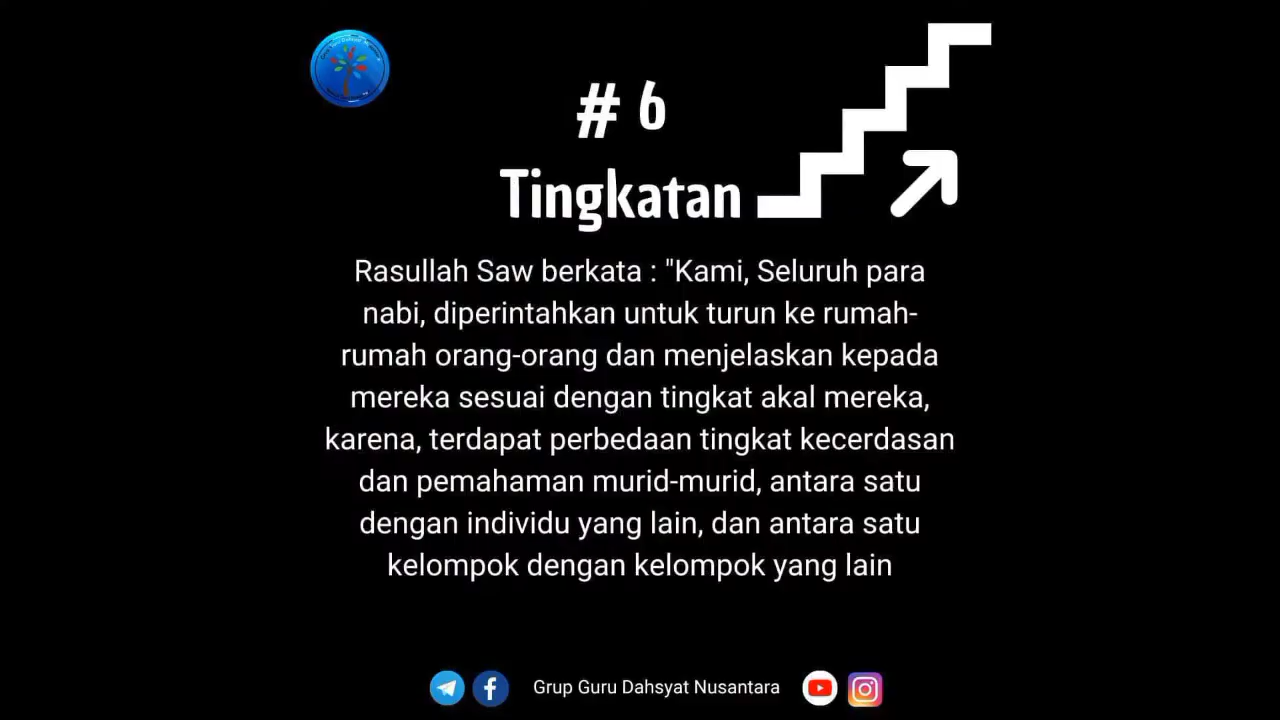 # 6
Tingkatan
Rasullah Saw berkata : "Kami, Seluruh para
nabi, diperintahkan untuk turun ke rumah-
rumah orang-orang dan menjelaskan kepada
mereka sesuai dengan tingkat akal mereka,
karena, terdapat perbedaan tingkat kecerdasan
dan pemahaman murid-murid, antara satu
dengan individu yang lain, dan antara satu
kelompok dengan kelompok yang lain
Grup Guru Dahsyat Nusantara